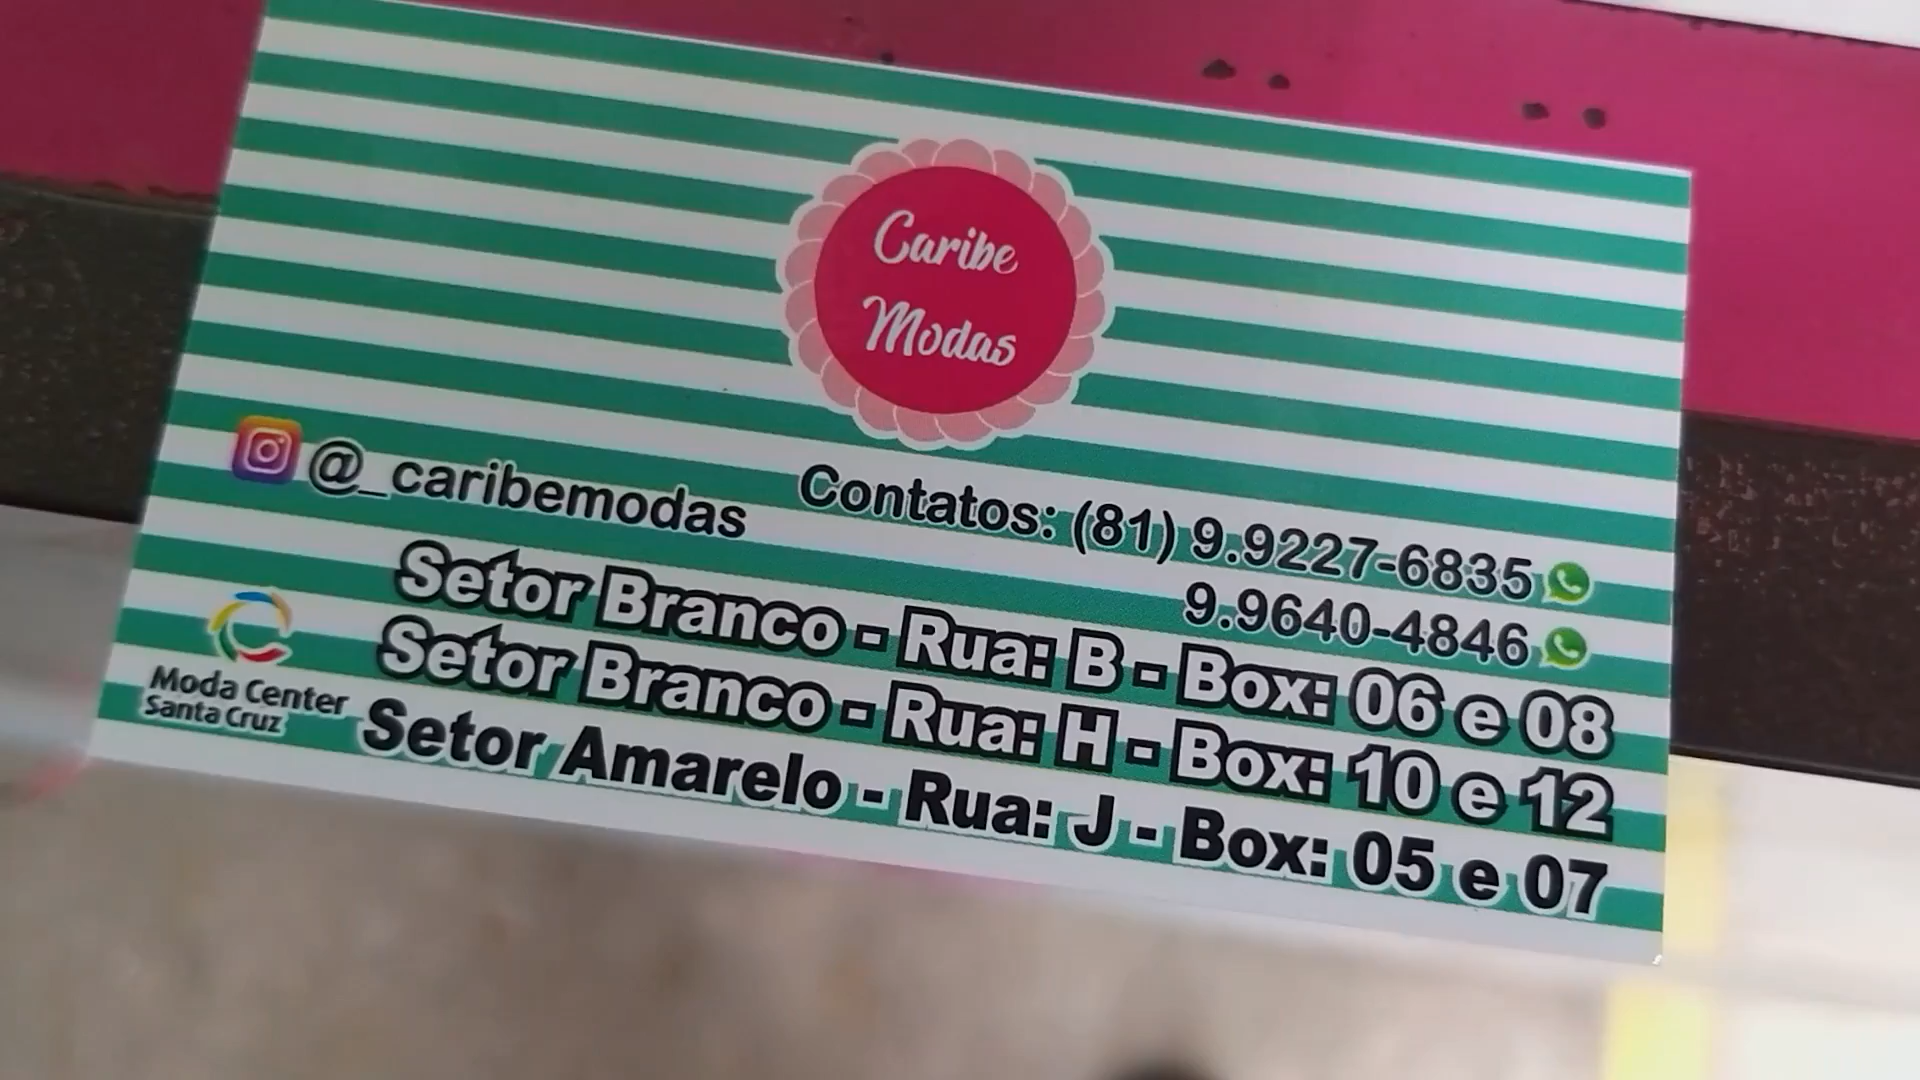 Caribe
Modas
@_caribemodas
Contatos: (81) 9.9227-6835
9.9640-4846
Setor Branco - Rua: B - Box: 06 e 08
Setor Branco - Rua: H - Box: 10 e 12
Setor Amarelo - Rua: J - Box: 05 e 07
Moda Center
Santa Cruz